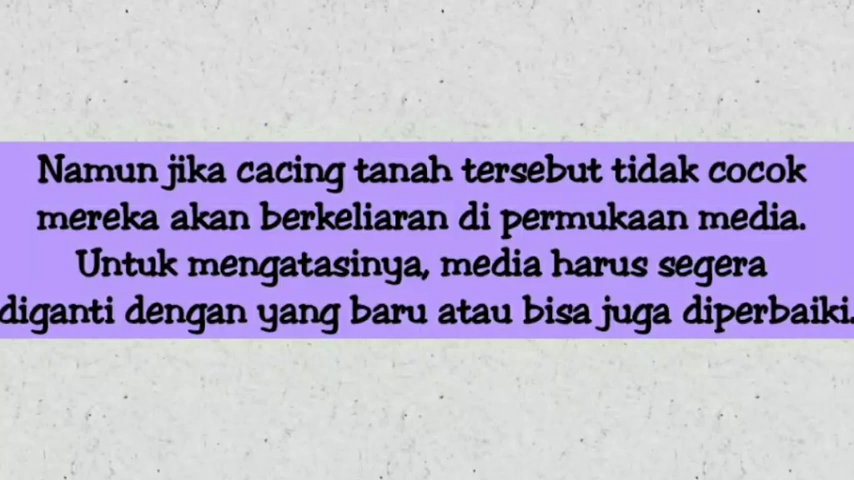 Namun jika cacing tanah tersebut tidak cocok
mereka akan berkeliaran di permukaan media.
Untuk mengatasinya, media harus segera
diganti dengan yang baru atau bisa juga diperbaiki.